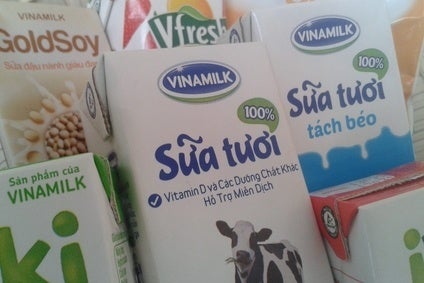 VINAMILK
GoldSoy
Sữa đậu nành giàu đạm
Vfresh
VINAMILK
100%
Sữa tươi
Vitamin D và Các Dưỡng Chất Khác
Hỗ Trợ Miễn Dịch
VINAMILK
100%
Sữa tươi
tách béo
Sản phẩm của
VINAMILK
ki